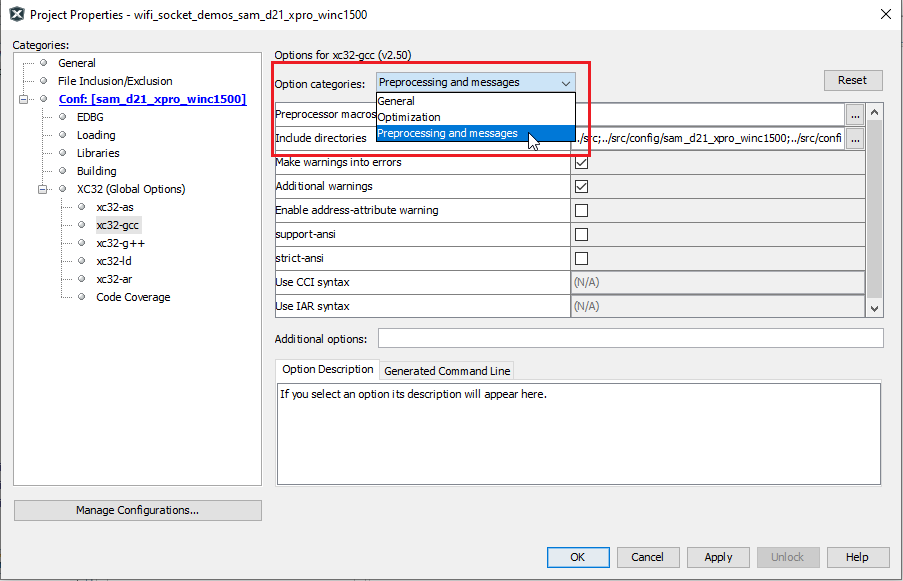 Project Properties - wifi_socket_demos_sam_d21_xpro_winc1500
Categories:
General
File Inclusion/Exclusion
Conf: [sam_d21_xpro_winc1500]
EDBG
Loading
Libraries
Building
XC32 (Global Options)
xc32-as
xc32-gcc
xc32-g++
xc32-ld
xc32-ar
Code Coverage
Manage Configurations...
Options for xc32-gcc (v2.50)
Option categories: Preprocessing and messages Reset
General
Optimization
Preprocessing and messages
Preprocessor macros ...
Include directories ../src;../src/config/sam_d21_xpro_winc1500;../src/confi ...
Make warnings into errors
Additional warnings
Enable address-attribute warning
support-ansi
strict-ansi
Use CCI syntax (N/A)
Use IAR syntax (N/A)
Additional options:
Option Description Generated Command Line
If you select an option its description will appear here.
OK Cancel Apply Unlock Help